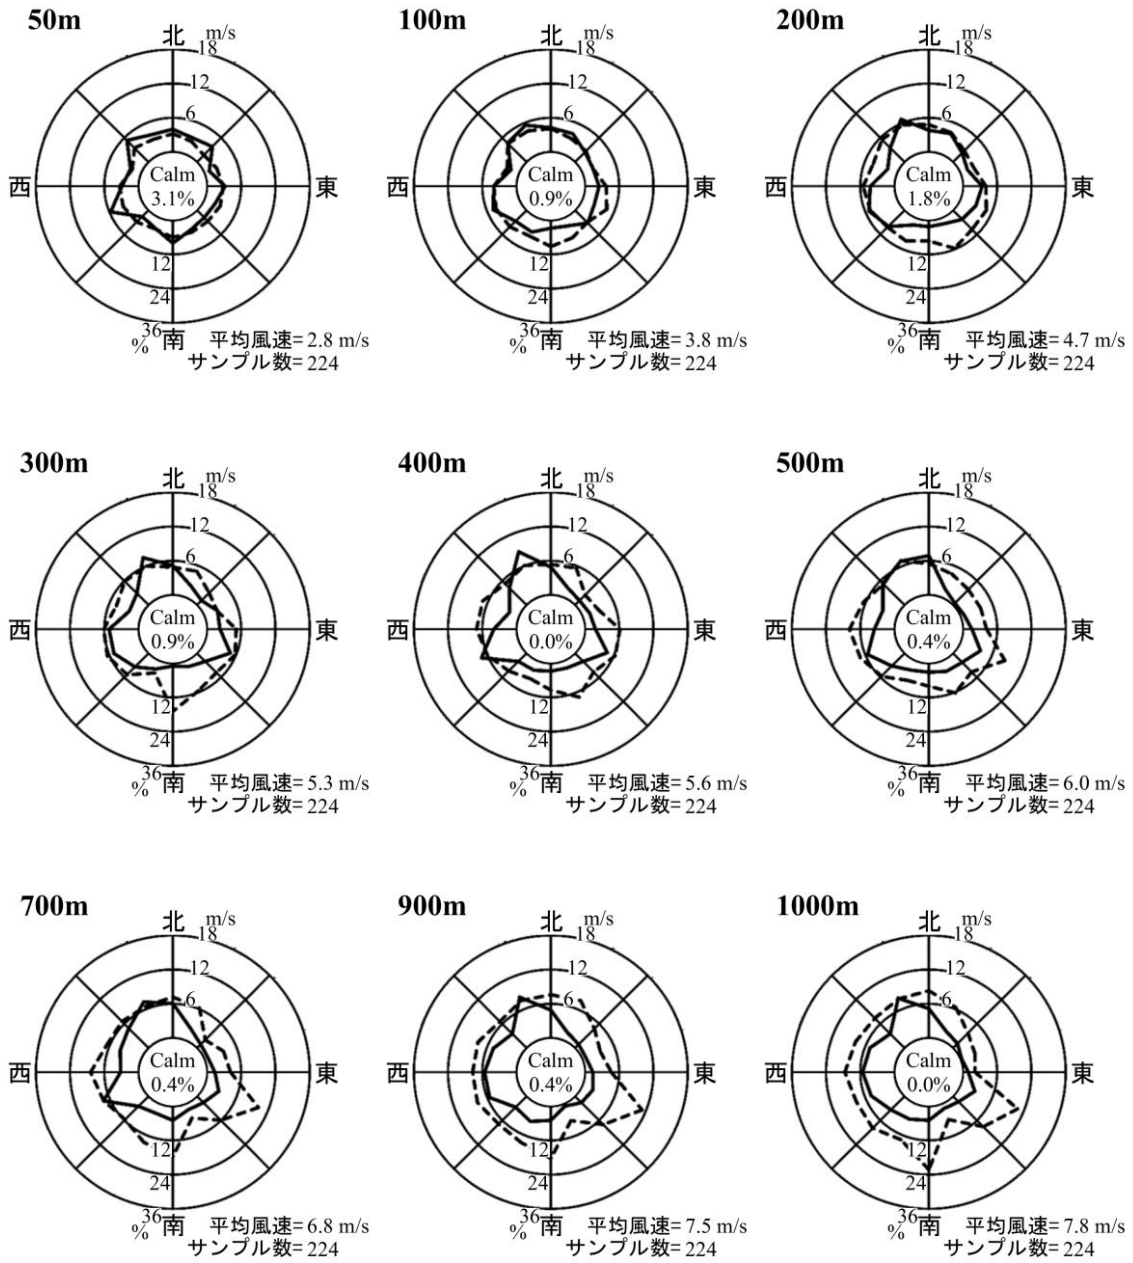 50m
北 m/s
18
12
6
西
Calm
3.1%
東
12
24
36
% 南
平均風速=2.8 m/s
サンプル数=224
100m
北 m/s
18
12
6
西
Calm
0.9%
東
12
24
36
% 南
平均風速=3.8 m/s
サンプル数=224
200m
北 m/s
18
12
6
西
Calm
1.8%
東
12
24
36
% 南
平均風速=4.7 m/s
サンプル数=224
300m
北 m/s
18
12
6
西
Calm
0.9%
東
12
24
36
% 南
平均風速=5.3 m/s
サンプル数=224
400m
北 m/s
18
12
6
西
Calm
0.0%
東
12
24
36
% 南
平均風速=5.6 m/s
サンプル数=224
500m
北 m/s
18
12
6
西
Calm
0.4%
東
12
24
36
% 南
平均風速=6.0 m/s
サンプル数=224
700m
北 m/s
18
12
6
西
Calm
0.4%
東
12
24
36
% 南
平均風速=6.8 m/s
サンプル数=224
900m
北 m/s
18
12
6
西
Calm
0.4%
東
12
24
36
% 南
平均風速=7.5 m/s
サンプル数=224
1000m
北 m/s
18
12
6
西
Calm
0.0%
東
12
24
36
% 南
平均風速=7.8 m/s
サンプル数=224